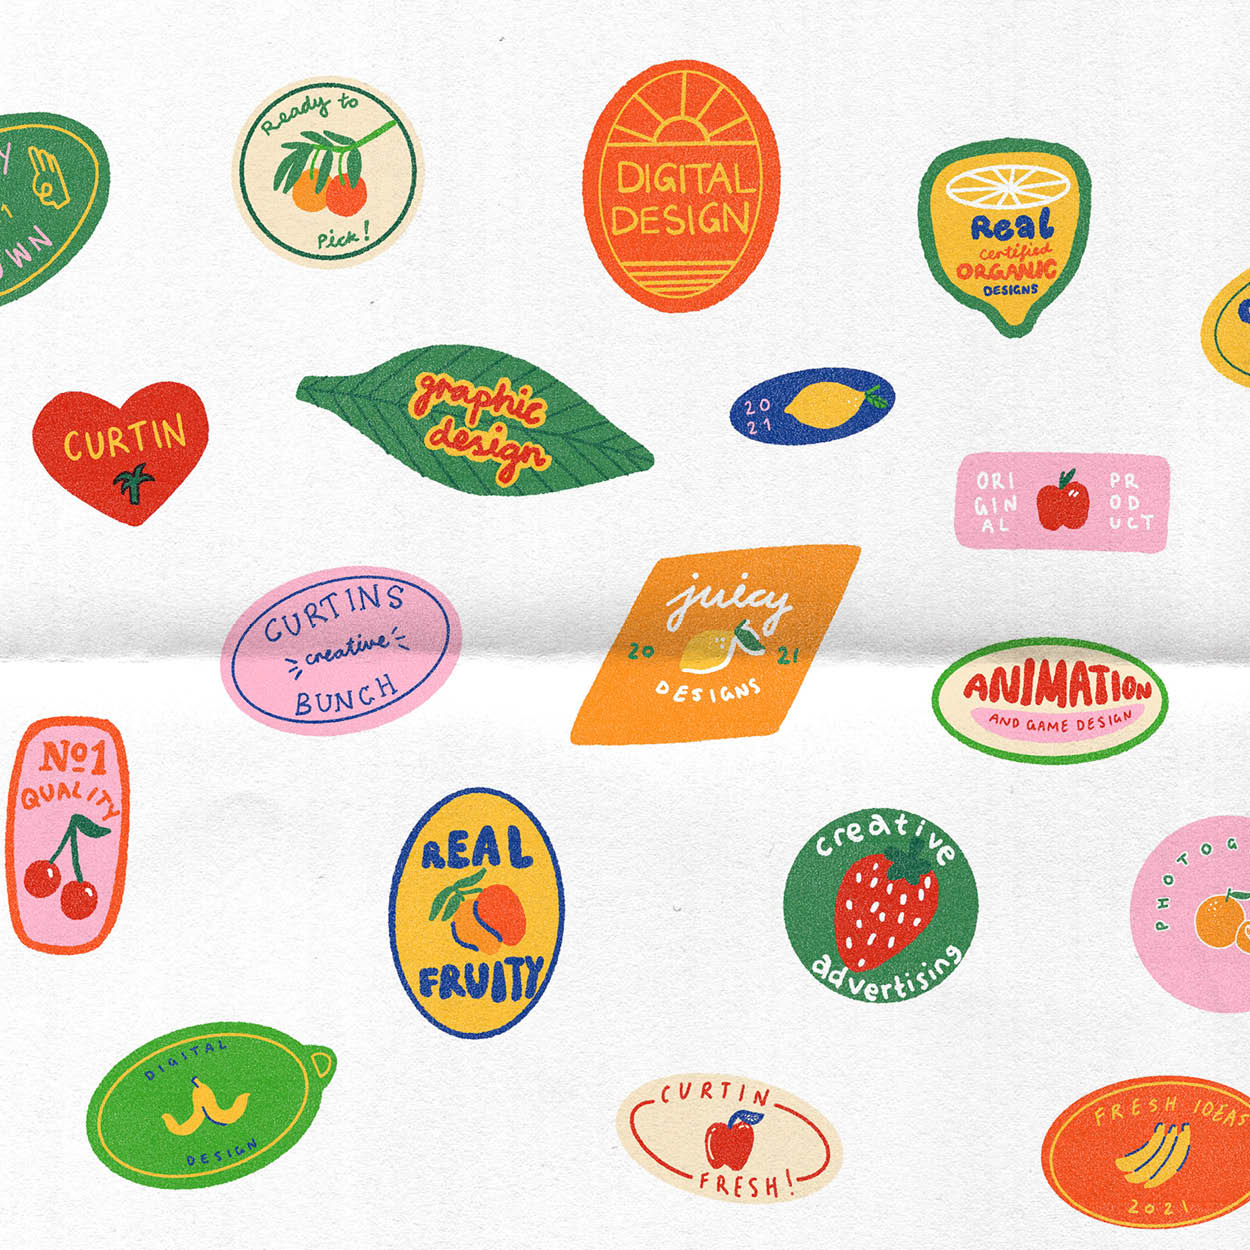 Ready to
Pick!
DIGITAL
DESIGN
Real
certified
ORGANIC
DESIGNS
CURTIN
graphic
design
20
21
ORI
GIN
AL
PR
OD
UCT
CURTINS
creative
BUNCH
juicy
20 21
DESIGNS
ANIMATION
AND GAME DESIGN
No1
QUALITY
REAL
FRUITY
creative
advertising
DIGITAL
DESIGN
CURTIN
FRESH!
FRESH IDEAS
2021